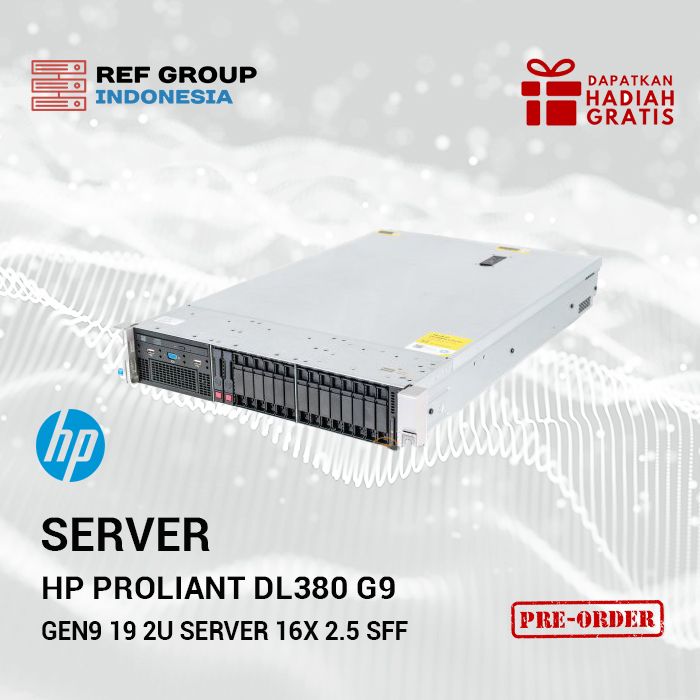 REF GROUP
INDONESIA
DAPATKAN
HADIAH
GRATIS
hp
SERVER
HP PROLIANT DL380 G9
GEN9 19 2U SERVER 16X 2.5 SFF
PRE-ORDER